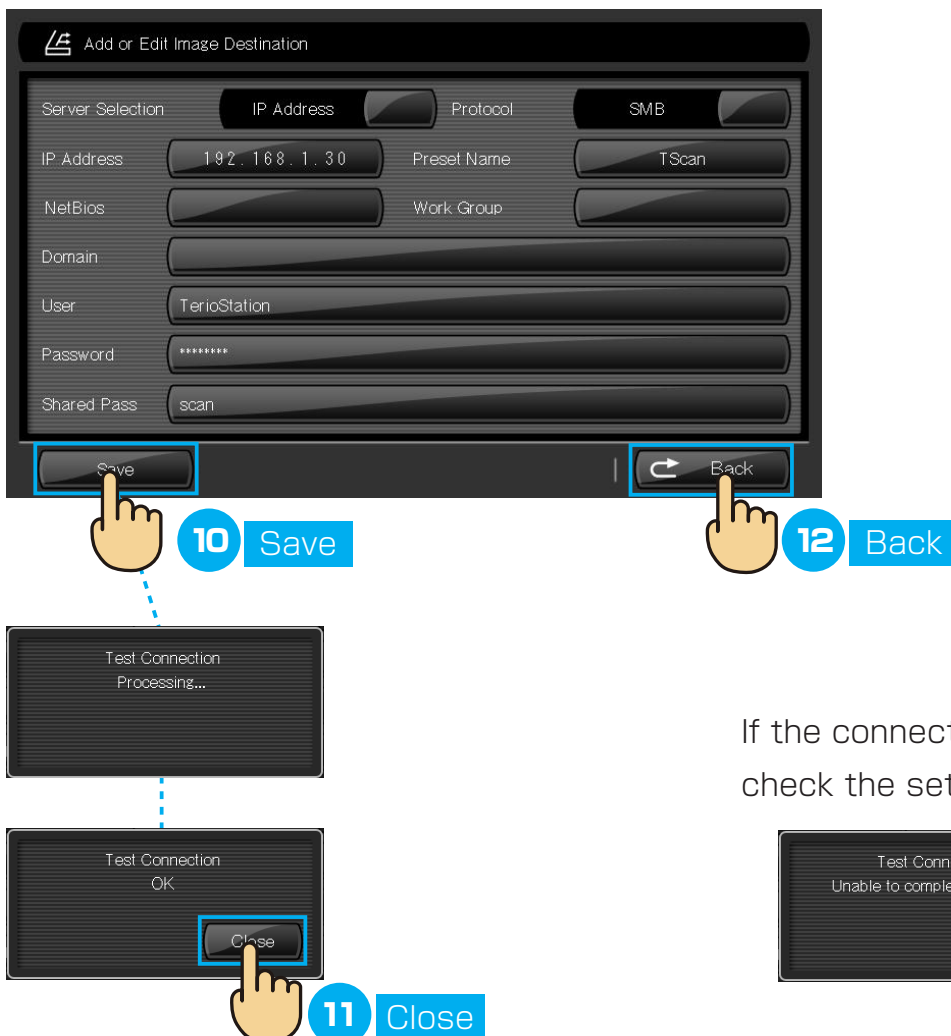 Add or Edit Image Destination
Server Selection IP Address Protocol SMB
IP Address 192.168.1.30 Preset Name TScan
NetBios Work Group
Domain
User TerioStation
Password ********
Shared Pass scan
Save Back
10 Save
12 Back
Test Connection
Processing...
If the connect
check the set
Test Connection
OK
Close
11 Close
Test Conn
Unable to comple